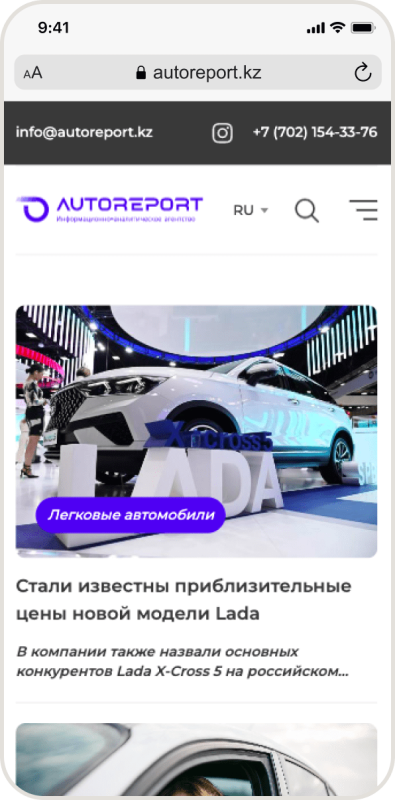 9:41
AA
autoreport.kz
info@autoreport.kz
+7 (702) 154-33-76
AUTOREPORT
Информационно-аналитическое агентство
RU
X-cross 5
LADA
Легковые автомобили
Стали известны приблизительные
цены новой модели Lada
В компании также назвали основных
конкурентов Lada X-Cross 5 на российском...